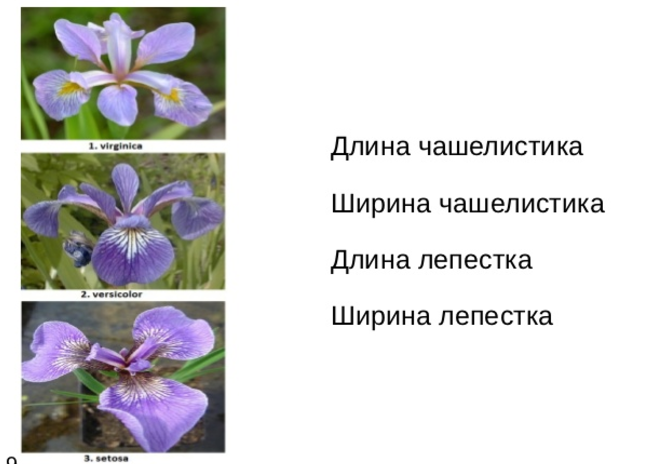 1. virginica
2. versicolor
3. setosa
Длина чашелистика
Ширина чашелистика
Длина лепестка
Ширина лепестка